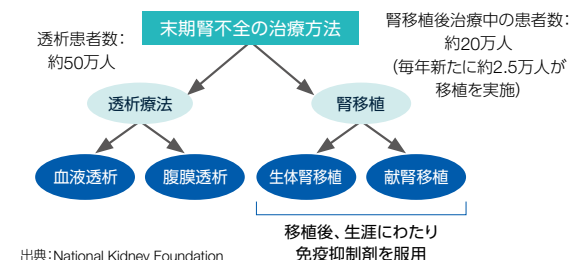 末期腎不全の治療方法
透析患者数：
約50万人
腎移植後治療中の患者数：
約20万人
（毎年新たに約2.5万人が
移植を実施）
透析療法
腎移植
血液透析
腹膜透析
生体腎移植
献腎移植
移植後、生涯にわたり
免疫抑制剤を服用
出典：National Kidney Foundation